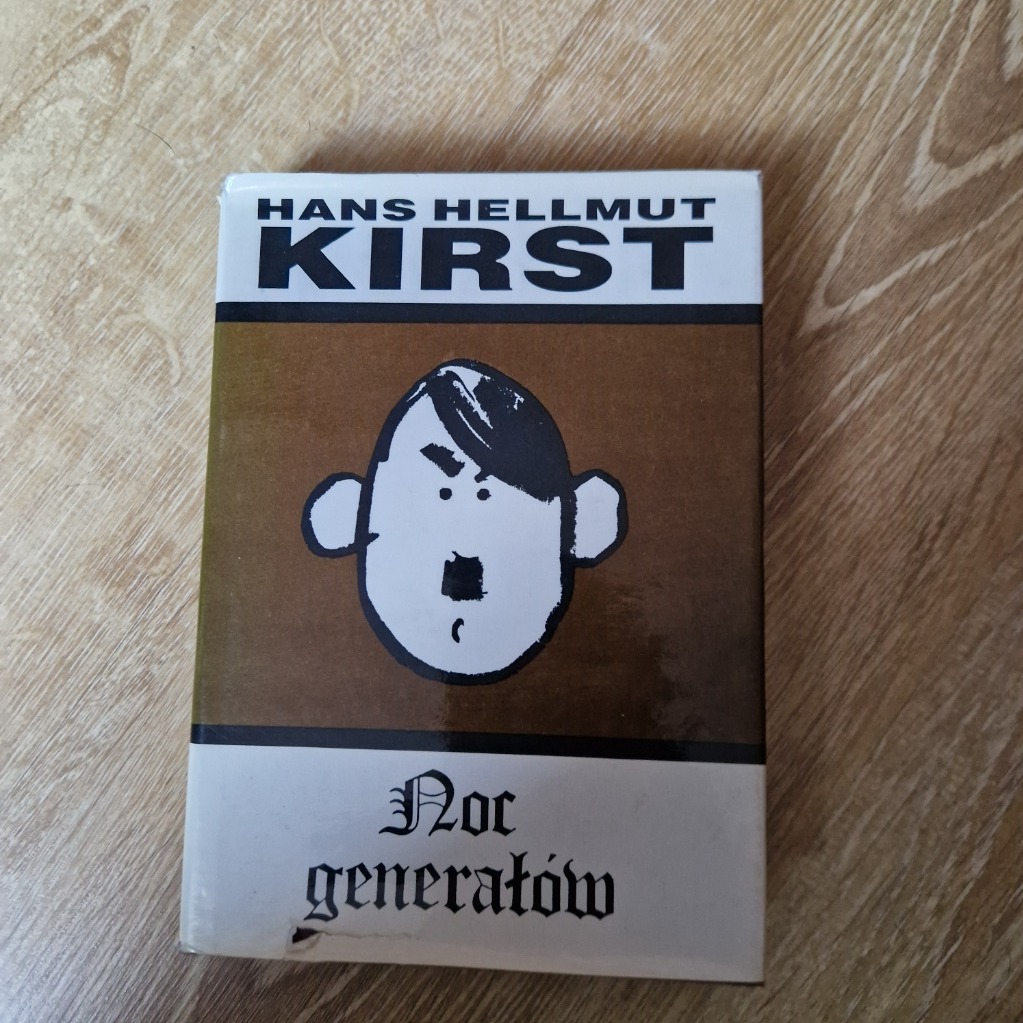 HANS HELLMUT
KIRST
Noc
generałów